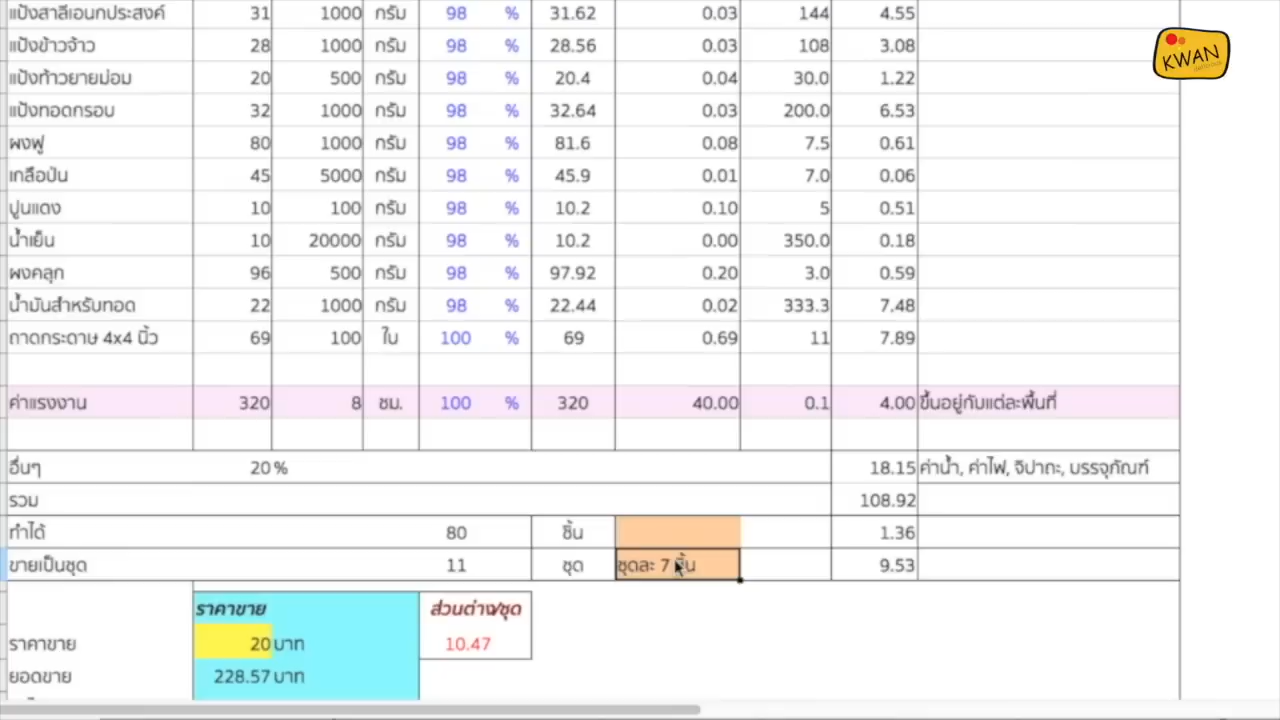 แป้งสาลีเอนกประสงค์ 31 1000 กรัม 98 % 31.62 0.03 144 4.55
KWAN
แป้งข้าวจ้าว 28 1000 กรัม 98 % 28.56 0.03 108 3.08
แป้งท้าวยายม่อม 20 500 กรัม 98 % 20.4 0.04 30.0 1.22
แป้งทอดกรอบ 32 1000 กรัม 98 % 32.64 0.03 200.0 6.53
ผงฟู 80 1000 กรัม 98 % 81.6 0.08 7.5 0.61
เกลือป่น 45 5000 กรัม 98 % 45.9 0.01 7.0 0.06
ปูนแดง 10 100 กรัม 98 % 10.2 0.10 5 0.51
น้ำเย็น 10 20000 กรัม 98 % 10.2 0.00 350.0 0.18
ผงคลุก 96 500 กรัม 98 % 97.92 0.20 3.0 0.59
น้ำมันสำหรับทอด 22 1000 กรัม 98 % 22.44 0.02 333.3 7.48
ถาดกระดาษ 4x4 นิ้ว 69 100 ใบ 100 % 69 0.69 11 7.89
ค่าแรงงาน 320 8 ชม. 100 % 320 40.00 0.1 4.00 ขึ้นอยู่กับแต่ละพื้นที่
อื่นๆ 20 % 18.15 ค่าน้ำ, ค่าไฟ, จิปาถะ, บรรจุภัณฑ์
รวม 108.92
ทำได้ 80 ชิ้น 1.36
ขายเป็นชุด 11 ชุด ชุดละ 7 ชิ้น 9.53
ราคาขาย ส่วนต่าง/ชุด
ราคาขาย 20 บาท 10.47
ยอดขาย 228.57 บาท